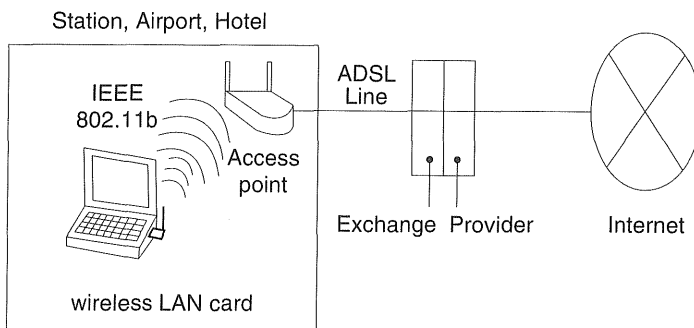 Station, Airport, Hotel
IEEE
802.11b
Access
point
wireless LAN card
ADSL
Line
Exchange
Provider
Internet